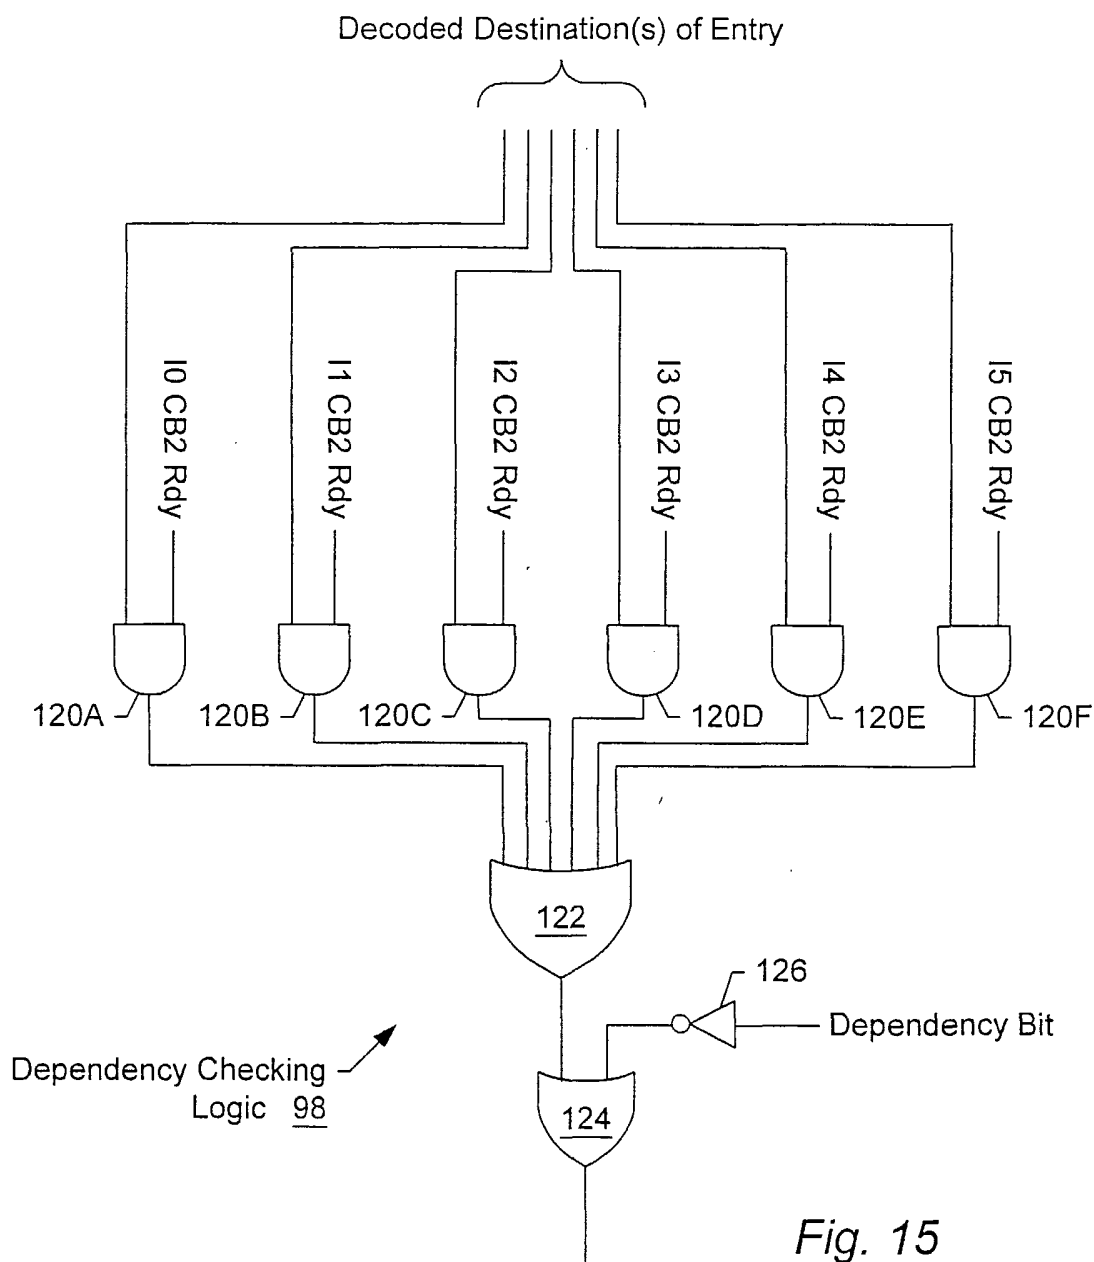 Decoded Destination(s) of Entry
I0 CB2 Rdy
I1 CB2 Rdy
I2 CB2 Rdy
I3 CB2 Rdy
I4 CB2 Rdy
I5 CB2 Rdy
120A
120B
120C
120D
120E
120F
122
126
Dependency Bit
Dependency Checking
Logic 98
124
Fig. 15